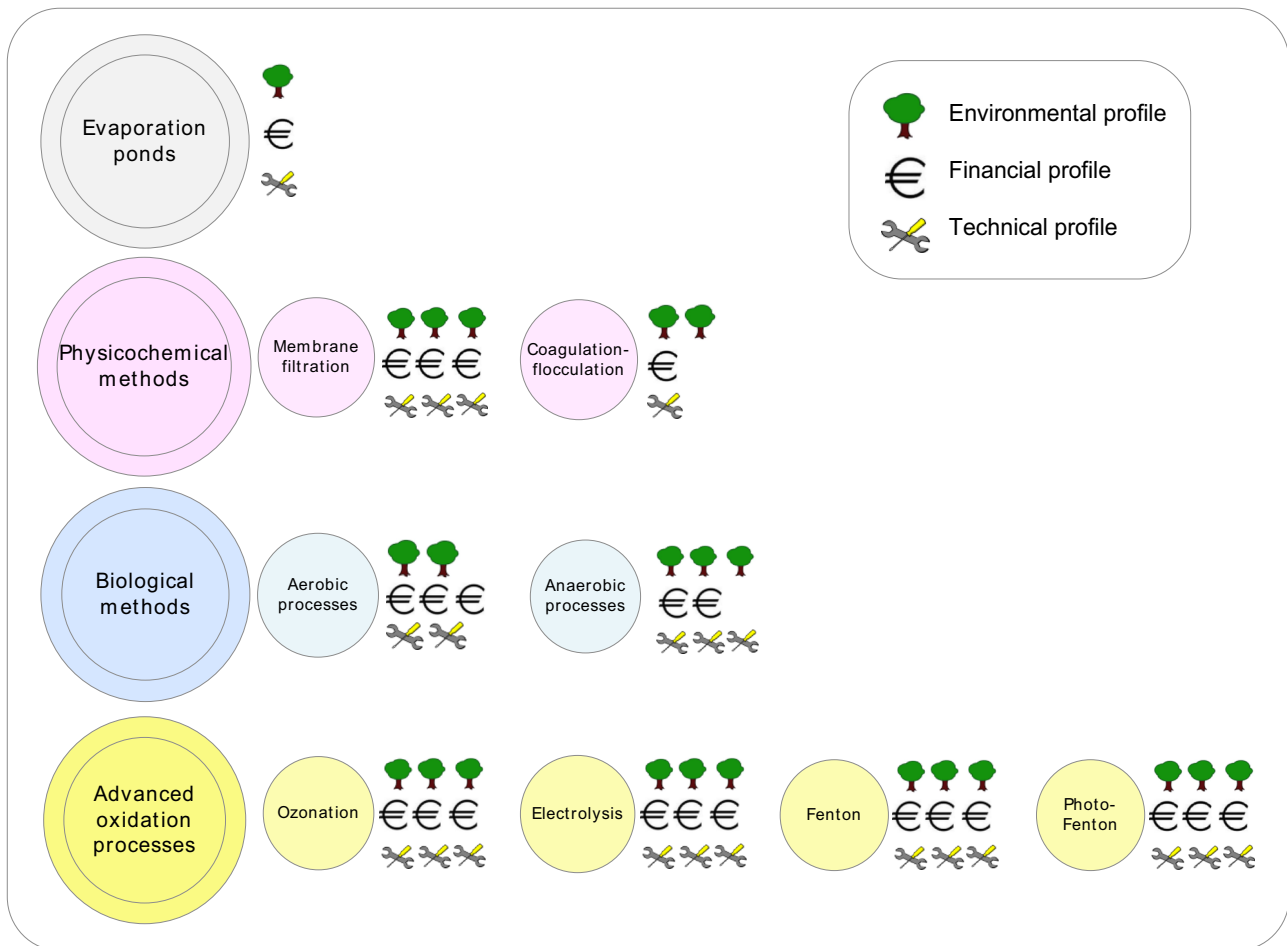 Evaporation
ponds
€
Environmental profile
€ Financial profile
Technical profile
Physicochemical
methods
Membrane
filtration
€ € €
Coagulation-
flocculation
€
Biological
methods
Aerobic
processes
€ € €
Anaerobic
processes
€ €
Advanced
oxidation
processes
Ozonation
€ € €
Electrolysis
€ € €
Fenton
€ € €
Photo-
Fenton
€ € €